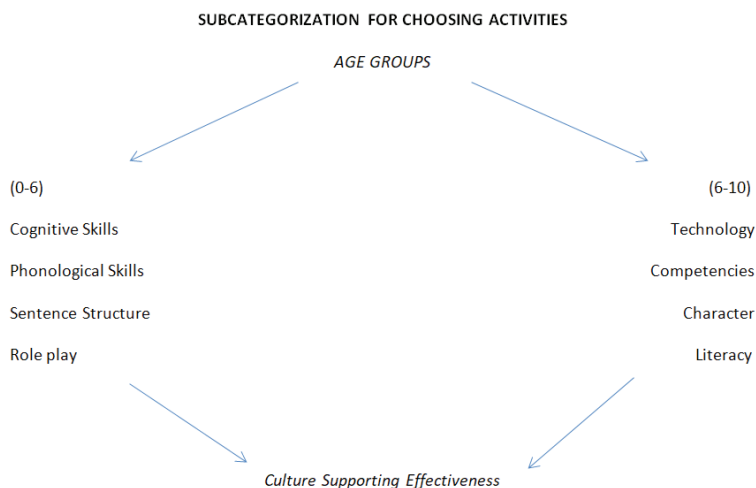 SUBCATEGORIZATION FOR CHOOSING ACTIVITIES
AGE GROUPS
(0-6)
Cognitive Skills
Phonological Skills
Sentence Structure
Role play
(6-10)
Technology
Competencies
Character
Literacy
Culture Supporting Effectiveness